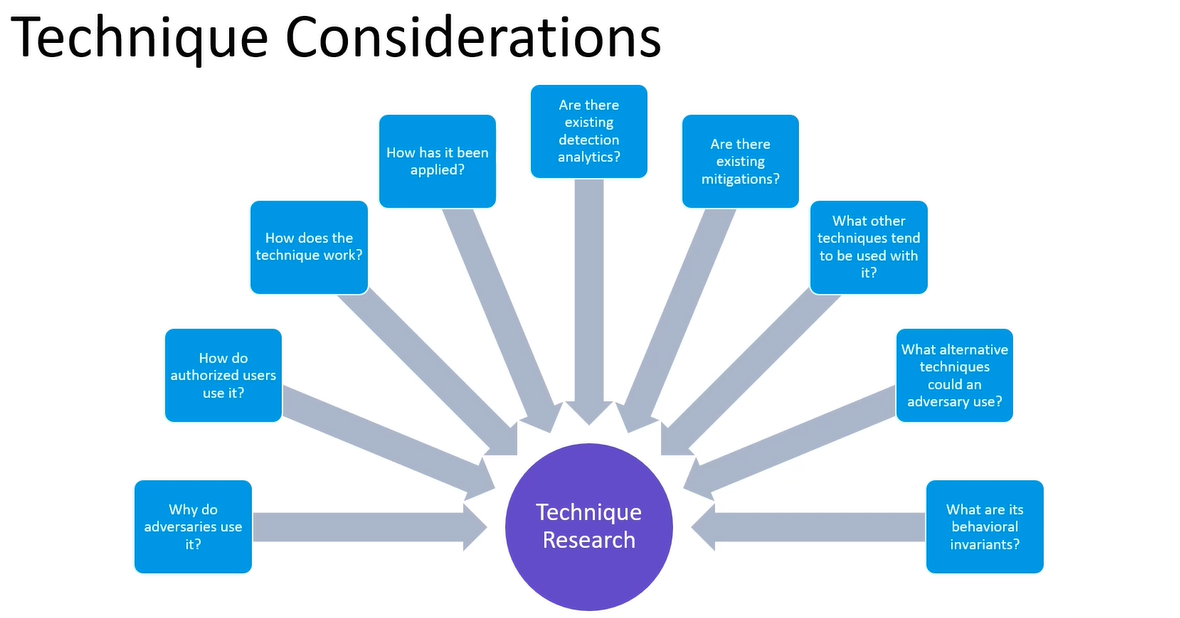 Technique Considerations
Why do
adversaries use
it?
How do
authorized users
use it?
How does the
technique work?
How has it been
applied?
Are there
existing
detection
analytics?
Are there
existing
mitigations?
What other
techniques tend
to be used with
it?
What alternative
techniques
could an
adversary use?
What are its
behavioral
invariants?
Technique
Research